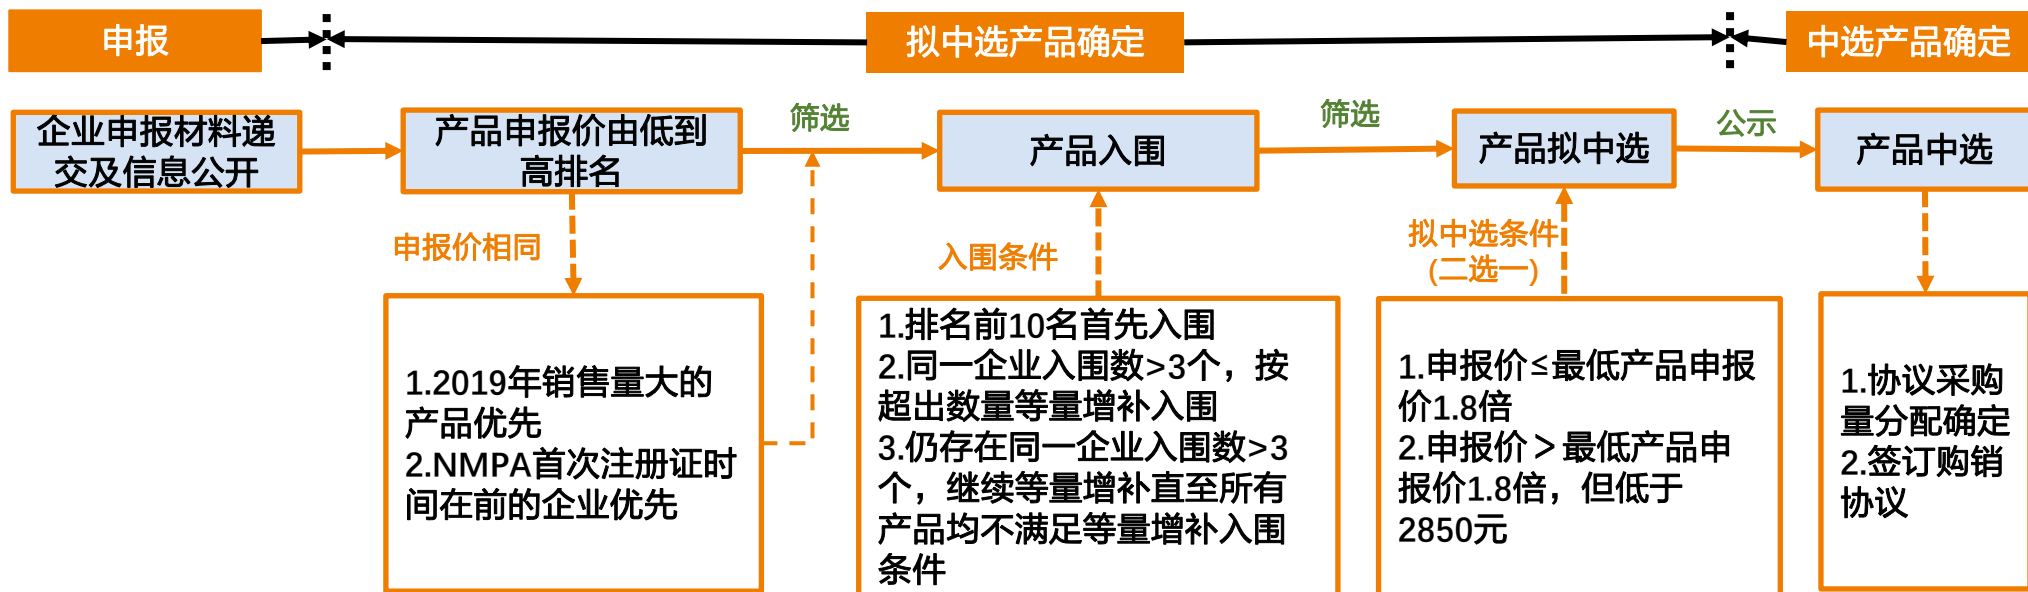 申报
拟中选产品确定
中选产品确定
企业申报材料递
交及信息公开
产品申报价由低到
高排名
筛选
产品入围
筛选
产品拟中选
公示
产品中选
申报价相同
入围条件
拟中选条件
(二选一)
1.2019年销售量大的
产品优先
2.NMPA首次注册证时
间在前的企业优先
1.排名前10名首先入围
2.同一企业入围数>3个，按
超出数量等量增补入围
3.仍存在同一企业入围数>3
个，继续等量增补直至所有
产品均不满足等量增补入围
条件
1.申报价≤最低产品申报
价1.8倍
2.申报价＞最低产品申
报价1.8倍，但低于
2850元
1.协议采购
量分配确定
2.签订购销
协议